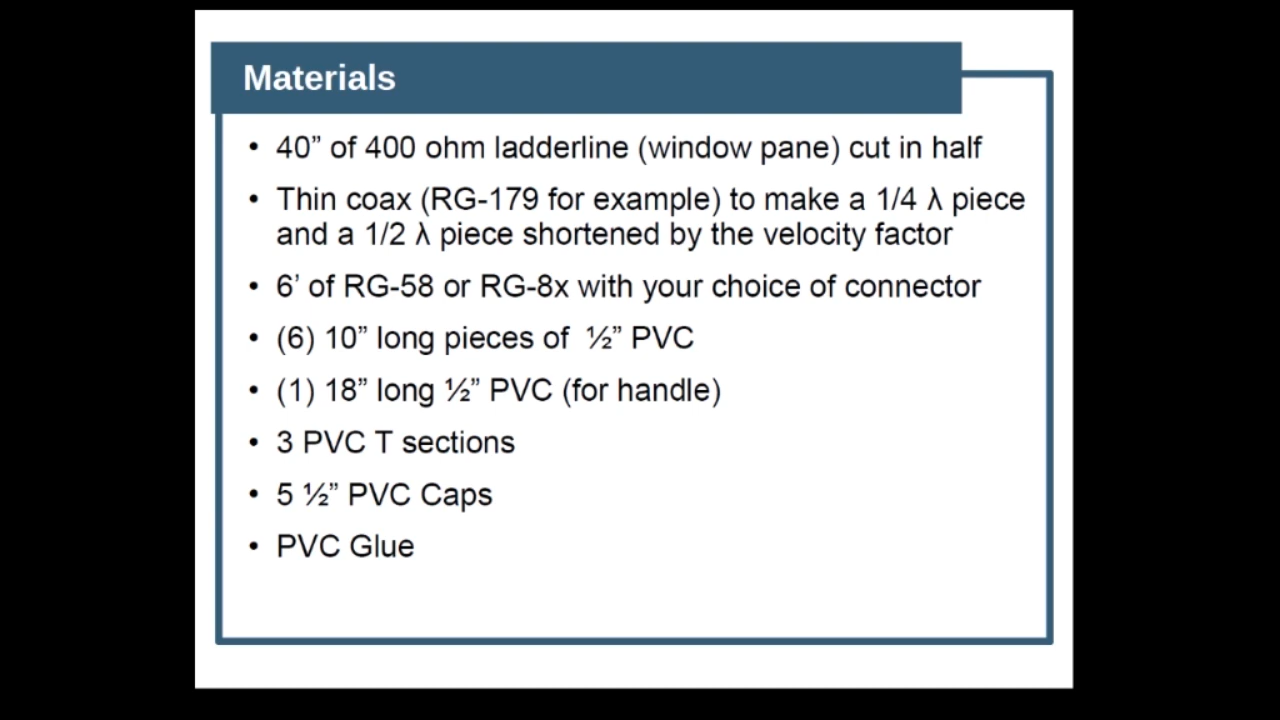 Materials
• 40” of 400 ohm ladderline (window pane) cut in half
• Thin coax (RG-179 for example) to make a 1/4 λ piece
and a 1/2 λ piece shortened by the velocity factor
• 6’ of RG-58 or RG-8x with your choice of connector
• (6) 10” long pieces of ½” PVC
• (1) 18” long ½” PVC (for handle)
• 3 PVC T sections
• 5 ½” PVC Caps
• PVC Glue